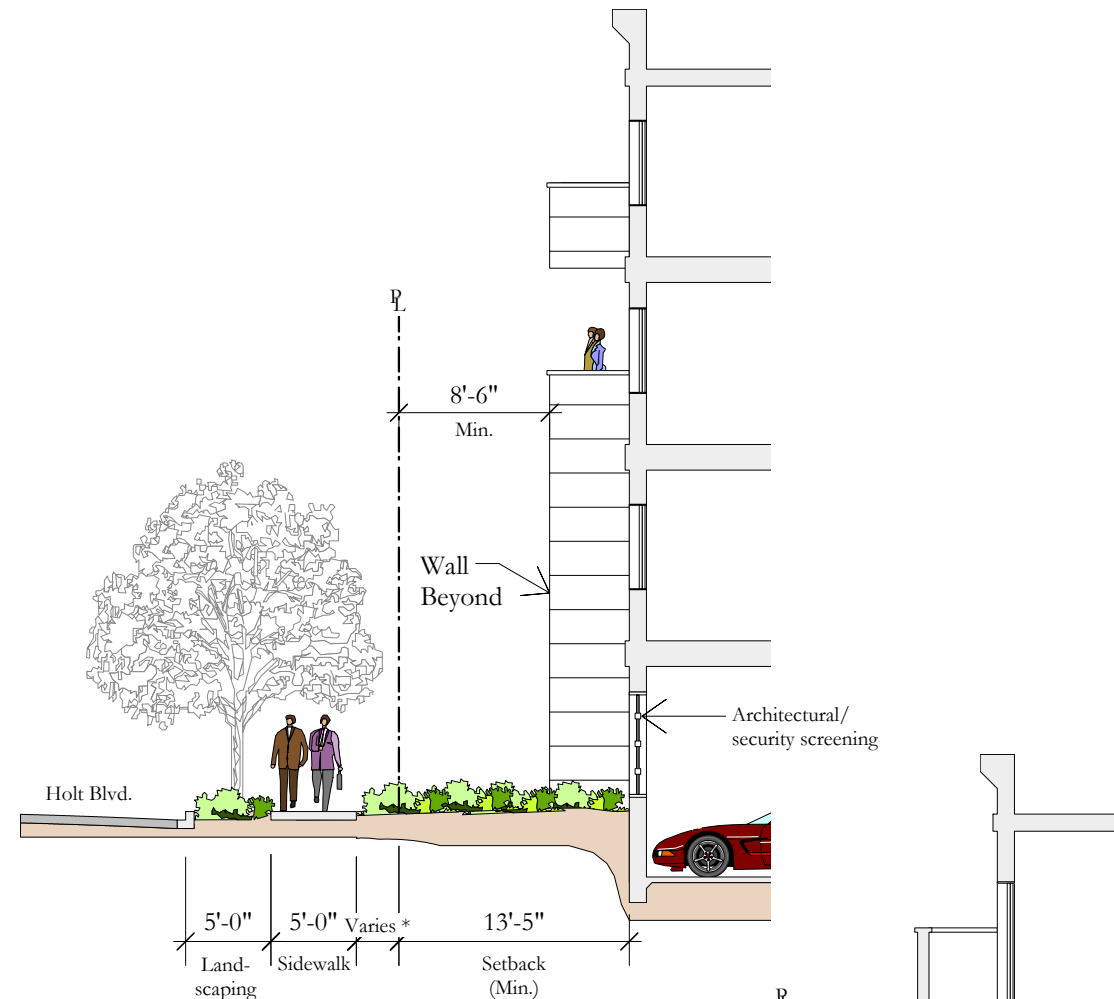 PL
8'-6"
Min.
Wall
Beyond
Architectural/
security screening
Holt Blvd.
5'-0"
5'-0"
Varies *
13'-5"
Land-
scaping
Sidewalk
Setback
(Min.)